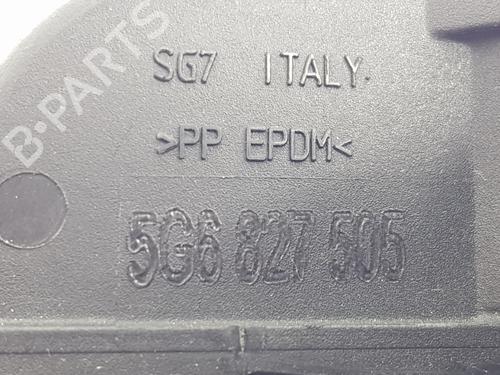 B-PARTS
SG7 ITALY
>PP EPDM<
5G6 827 505